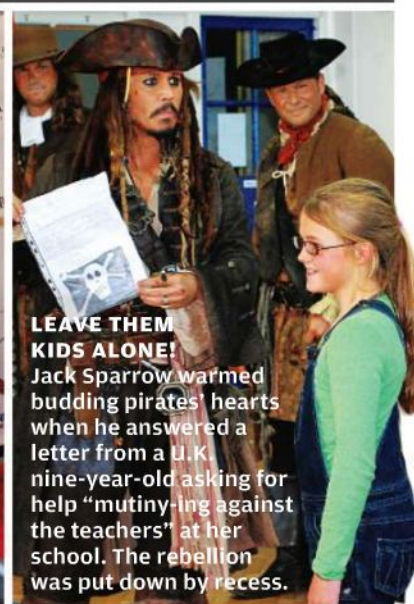 LEAVE THEM
KIDS ALONE!
Jack Sparrow warmed
budding pirates' hearts
when he answered a
letter from a U.K.
nine-year-old asking for
help “mutiny-ing against
the teachers” at her
school. The rebellion
was put down by recess.